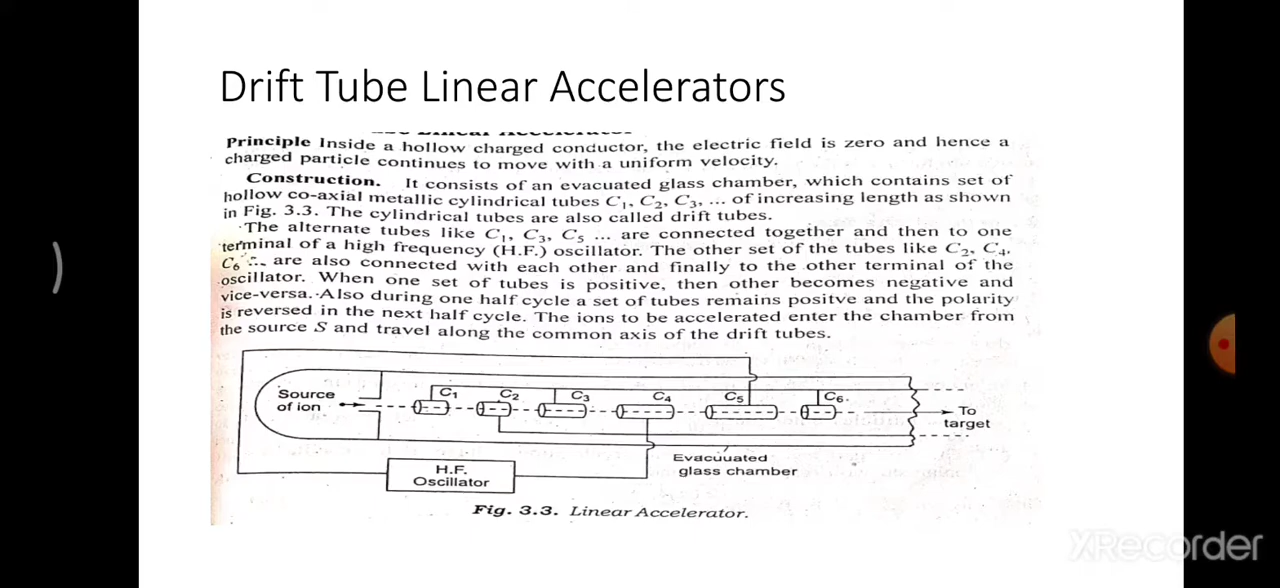 Drift Tube Linear Accelerators
Principle Inside a hollow charged conductor, the electric field is zero and hence a
charged particle continues to move with a uniform velocity.
Construction. It consists of an evacuated glass chamber, which contains set of
hollow co-axial metallic cylindrical tubes C₁, C₂, C₃, ... of increasing length as shown
in Fig. 3.3. The cylindrical tubes are also called drift tubes.
The alternate tubes like C₁, C₃, C₅ ... are connected together and then to one
terminal of a high frequency (H.F.) oscillator. The other set of the tubes like C₂, C₄,
C₆ ... are also connected with each other and finally to the other terminal of the
oscillator. When one set of tubes is positive, then other becomes negative and
vice-versa. Also during one half cycle a set of tubes remains positve and the polarity
is reversed in the next half cycle. The ions to be accelerated enter the chamber from
the source S and travel along the common axis of the drift tubes.
Source
of ion
C₁ C₂ C₃ C₄ C₅ C₆.
To
target
Evacuuated
glass chamber
H.F.
Oscillator
Fig. 3.3. Linear Accelerator.
XRecorder